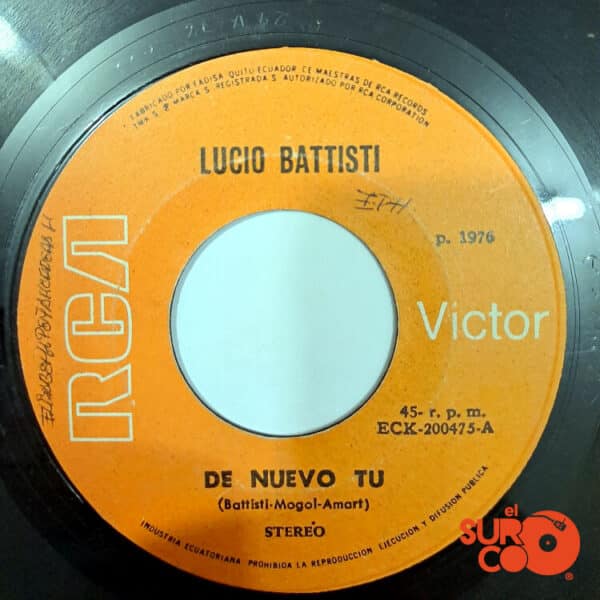 FABRICADO POR FADISA. QUITO-ECUADOR. DE MAESTRAS DE RCA RECORDS
TMK S. ® MARCA S. REGISTRADA S. AUTORIZADO POR RCA CORPORATION
LUCIO BATTISTI
p. 1976
RCA
Victor
45- r. p. m.
ECK-200475-A
DE NUEVO TU
(Battisti-Mogol-Amart)
STEREO
INDUSTRIA ECUATORIANA PROHIBIDA LA REPRODUCCION, EJECUCION Y DIFUSION PUBLICA
el
SURCO
®